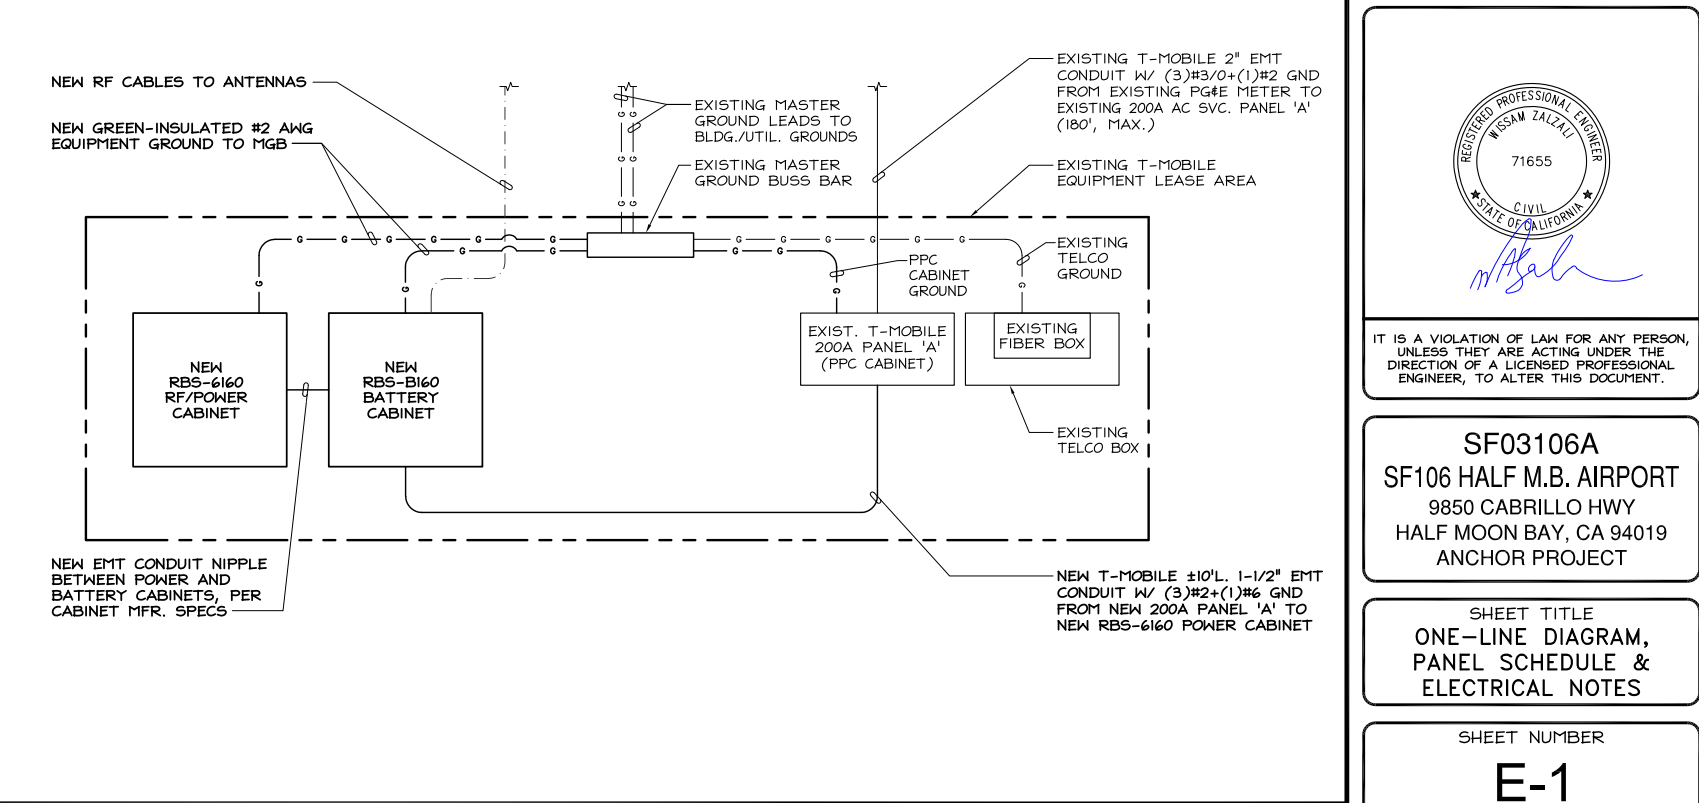 NEW RF CABLES TO ANTENNAS
NEW GREEN-INSULATED #2 AWG
EQUIPMENT GROUND TO MGB
EXISTING MASTER
GROUND LEADS TO
BLDG./UTIL. GROUNDS
EXISTING MASTER
GROUND BUSS BAR
EXISTING T-MOBILE 2" EMT
CONDUIT W/ (3)#3/0+(1)#2 GND
FROM EXISTING PG&E METER TO
EXISTING 200A AC SVC. PANEL 'A'
(180', MAX.)
EXISTING T-MOBILE
EQUIPMENT LEASE AREA
G G G G G G
G G
G G G G G G
G G
G G
G G
G G
G G
G G G G
PPC
CABINET
GROUND
EXISTING
TELCO
GROUND
NEW
RBS-6160
RF/POWER
CABINET
NEW
RBS-B160
BATTERY
CABINET
EXIST. T-MOBILE
200A PANEL 'A'
(PPC CABINET)
EXISTING
FIBER BOX
EXISTING
TELCO BOX
NEW EMT CONDUIT NIPPLE
BETWEEN POWER AND
BATTERY CABINETS, PER
CABINET MFR. SPECS
NEW T-MOBILE ±10'L. 1-1/2" EMT
CONDUIT W/ (3)#2+(1)#6 GND
FROM NEW 200A PANEL 'A' TO
NEW RBS-6160 POWER CABINET
REGISTERED PROFESSIONAL ENGINEER
WISSAM ZALZALI
71655
CIVIL
STATE OF CALIFORNIA
IT IS A VIOLATION OF LAW FOR ANY PERSON,
UNLESS THEY ARE ACTING UNDER THE
DIRECTION OF A LICENSED PROFESSIONAL
ENGINEER, TO ALTER THIS DOCUMENT.
SF03106A
SF106 HALF M.B. AIRPORT
9850 CABRILLO HWY
HALF MOON BAY, CA 94019
ANCHOR PROJECT
SHEET TITLE
ONE-LINE DIAGRAM,
PANEL SCHEDULE &
ELECTRICAL NOTES
SHEET NUMBER
E-1